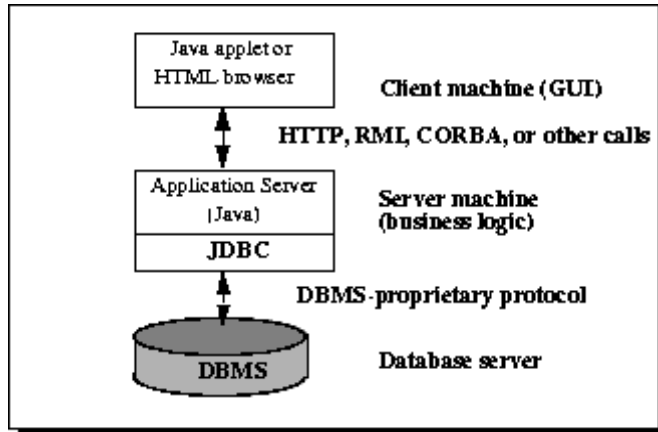 Java applet or
HTML browser
Client machine (GUI)
HTTP, RMI, CORBA, or other calls
Application Server
(Java)
JDBC
Server machine
(business logic)
DBMS-proprietary protocol
DBMS
Database server